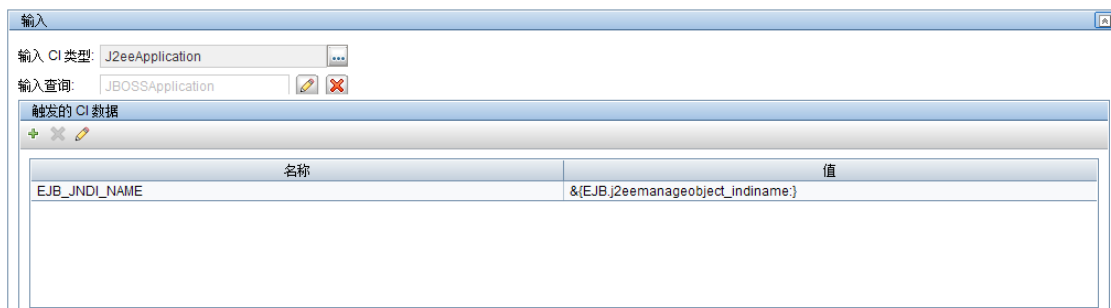 输入
输入 CI 类型: J2eeApplication ...
输入查询: JBOSSApplication
触发的 CI 数据
名称 值
EJB_JNDI_NAME &{EJB.j2eemanageobject_indiname:}